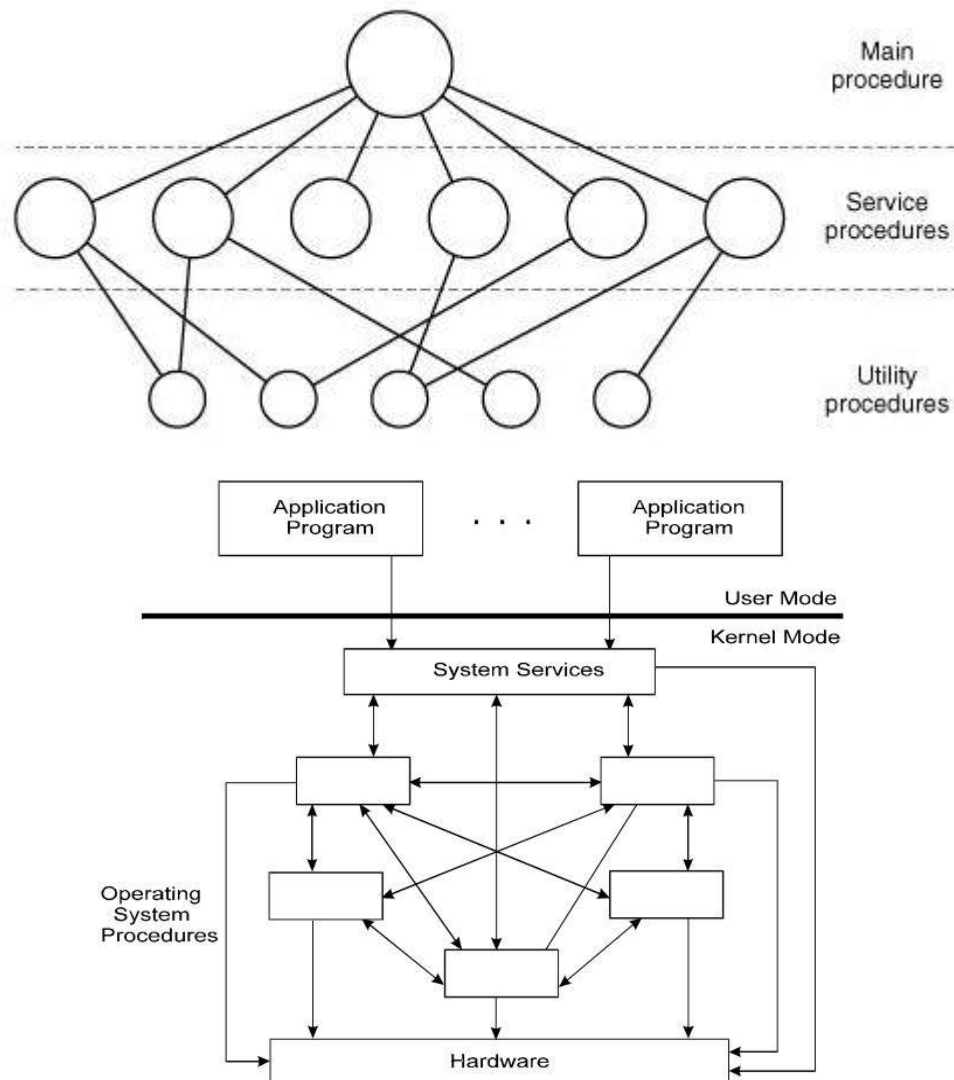 Main
procedure
Service
procedures
Utility
procedures
Application
Program
. . .
Application
Program
User Mode
Kernel Mode
System Services
Operating
System
Procedures
Hardware